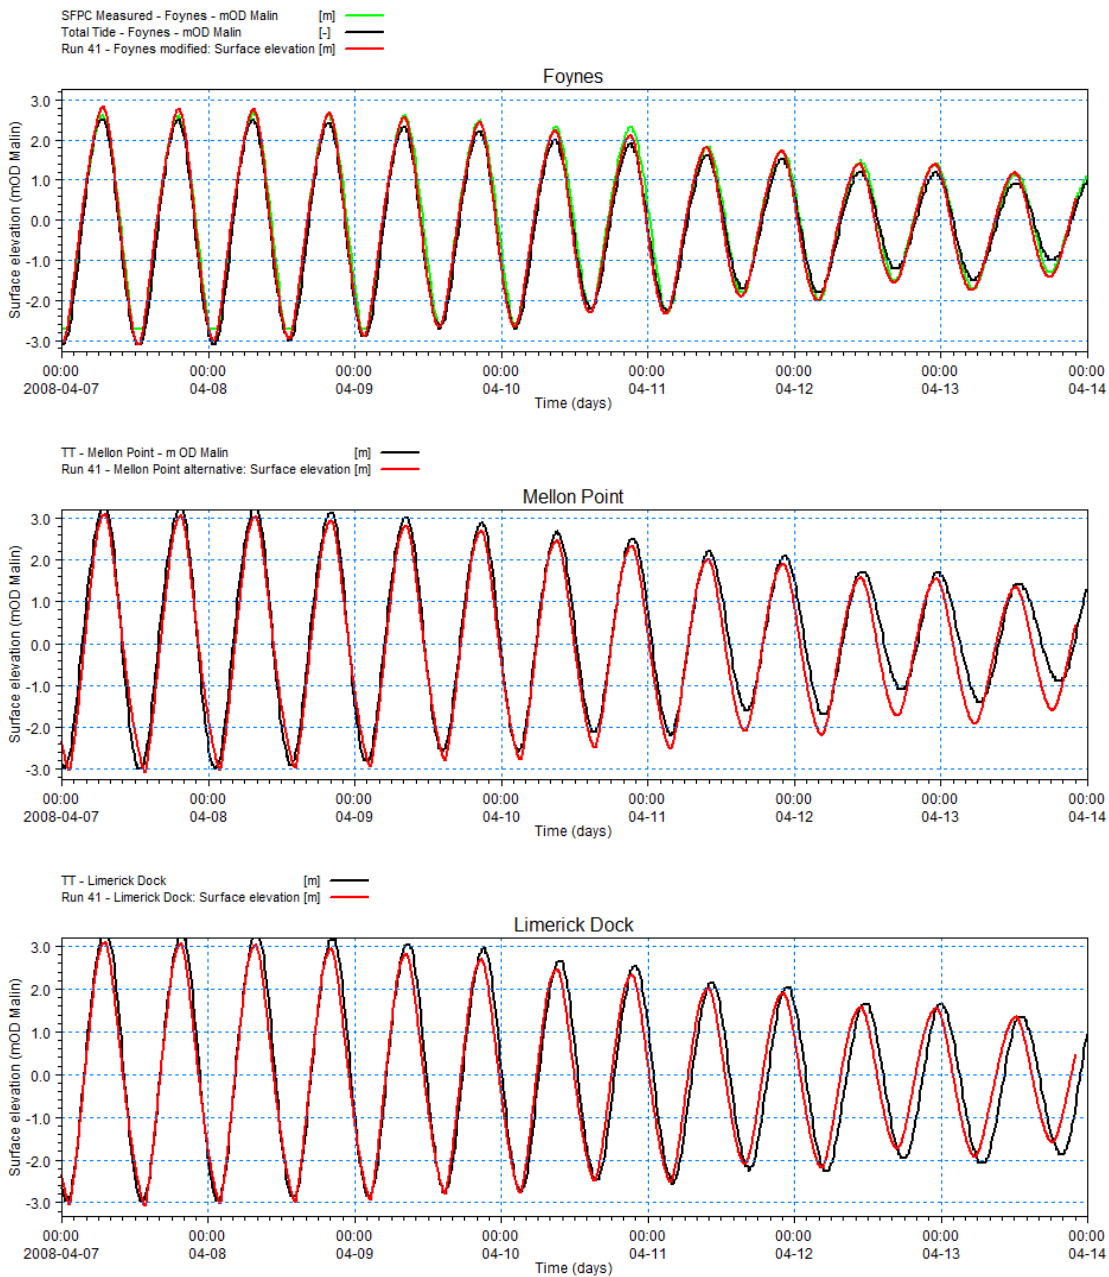 SFPC Measured - Foynes - mOD Malin [m]
Total Tide - Foynes - mOD Malin [-]
Run 41 - Foynes modified: Surface elevation [m]
Foynes
Surface elevation (mOD Malin)
3.0
2.0
1.0
0.0
-1.0
-2.0
-3.0
00:00 00:00 00:00 00:00 00:00 00:00 00:00 00:00
2008-04-07 04-08 04-09 04-10 04-11 04-12 04-13 04-14
Time (days)
TT - Mellon Point - m OD Malin [m]
Run 41 - Mellon Point alternative: Surface elevation [m]
Mellon Point
Surface elevation (mOD Malin)
3.0
2.0
1.0
0.0
-1.0
-2.0
-3.0
00:00 00:00 00:00 00:00 00:00 00:00 00:00 00:00
2008-04-07 04-08 04-09 04-10 04-11 04-12 04-13 04-14
Time (days)
TT - Limerick Dock [m]
Run 41 - Limerick Dock: Surface elevation [m]
Limerick Dock
Surface elevation (mOD Malin)
3.0
2.0
1.0
0.0
-1.0
-2.0
-3.0
00:00 00:00 00:00 00:00 00:00 00:00 00:00 00:00
2008-04-07 04-08 04-09 04-10 04-11 04-12 04-13 04-14
Time (days)